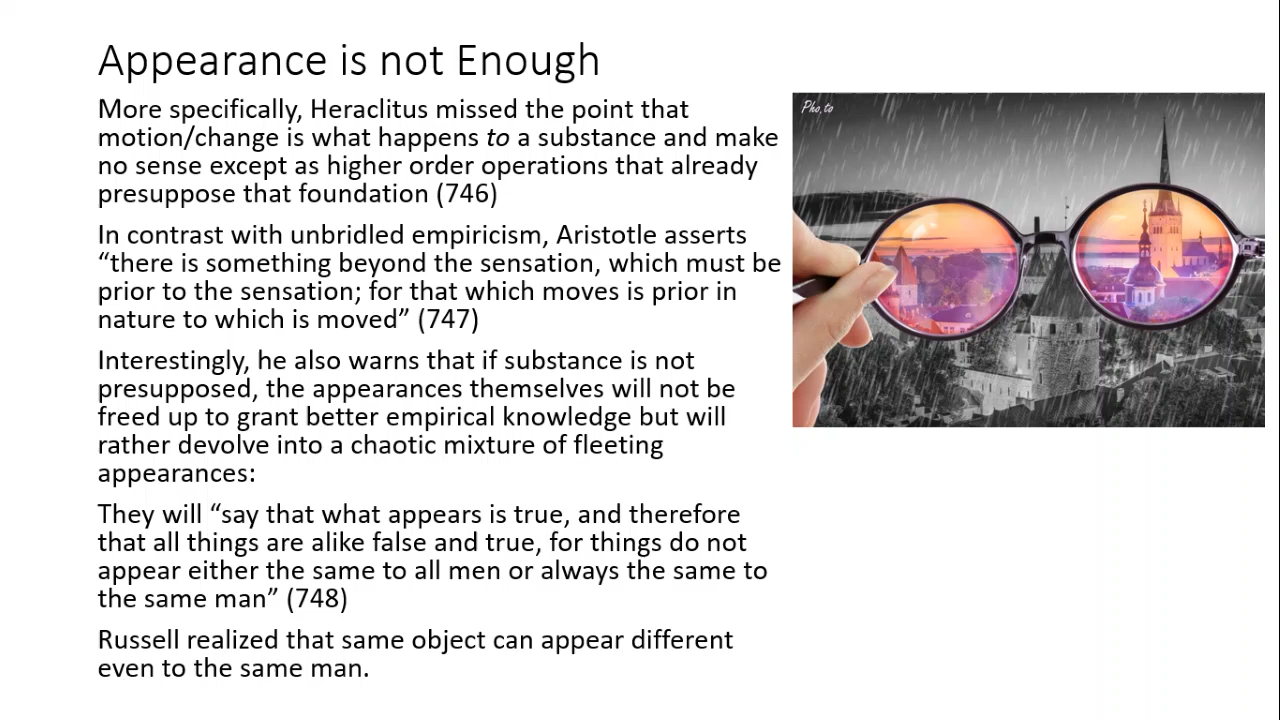 Appearance is not Enough
More specifically, Heraclitus missed the point that
motion/change is what happens to a substance and make
no sense except as higher order operations that already
presuppose that foundation (746)
In contrast with unbridled empiricism, Aristotle asserts
“there is something beyond the sensation, which must be
prior to the sensation; for that which moves is prior in
nature to which is moved” (747)
Interestingly, he also warns that if substance is not
presupposed, the appearances themselves will not be
freed up to grant better empirical knowledge but will
rather devolve into a chaotic mixture of fleeting
appearances:
They will “say that what appears is true, and therefore
that all things are alike false and true, for things do not
appear either the same to all men or always the same to
the same man” (748)
Russell realized that same object can appear different
even to the same man.
Pho.to